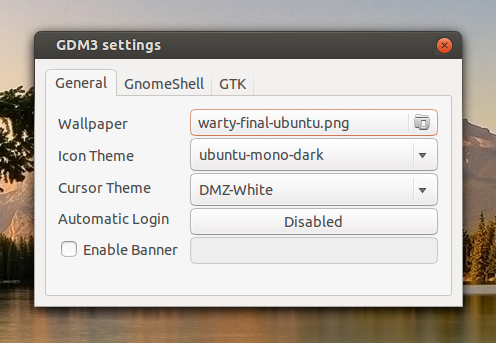 GDM3 settings
General GnomeShell GTK
Wallpaper warty-final-ubuntu.png
Icon Theme ubuntu-mono-dark
Cursor Theme DMZ-White
Automatic Login Disabled
Enable Banner